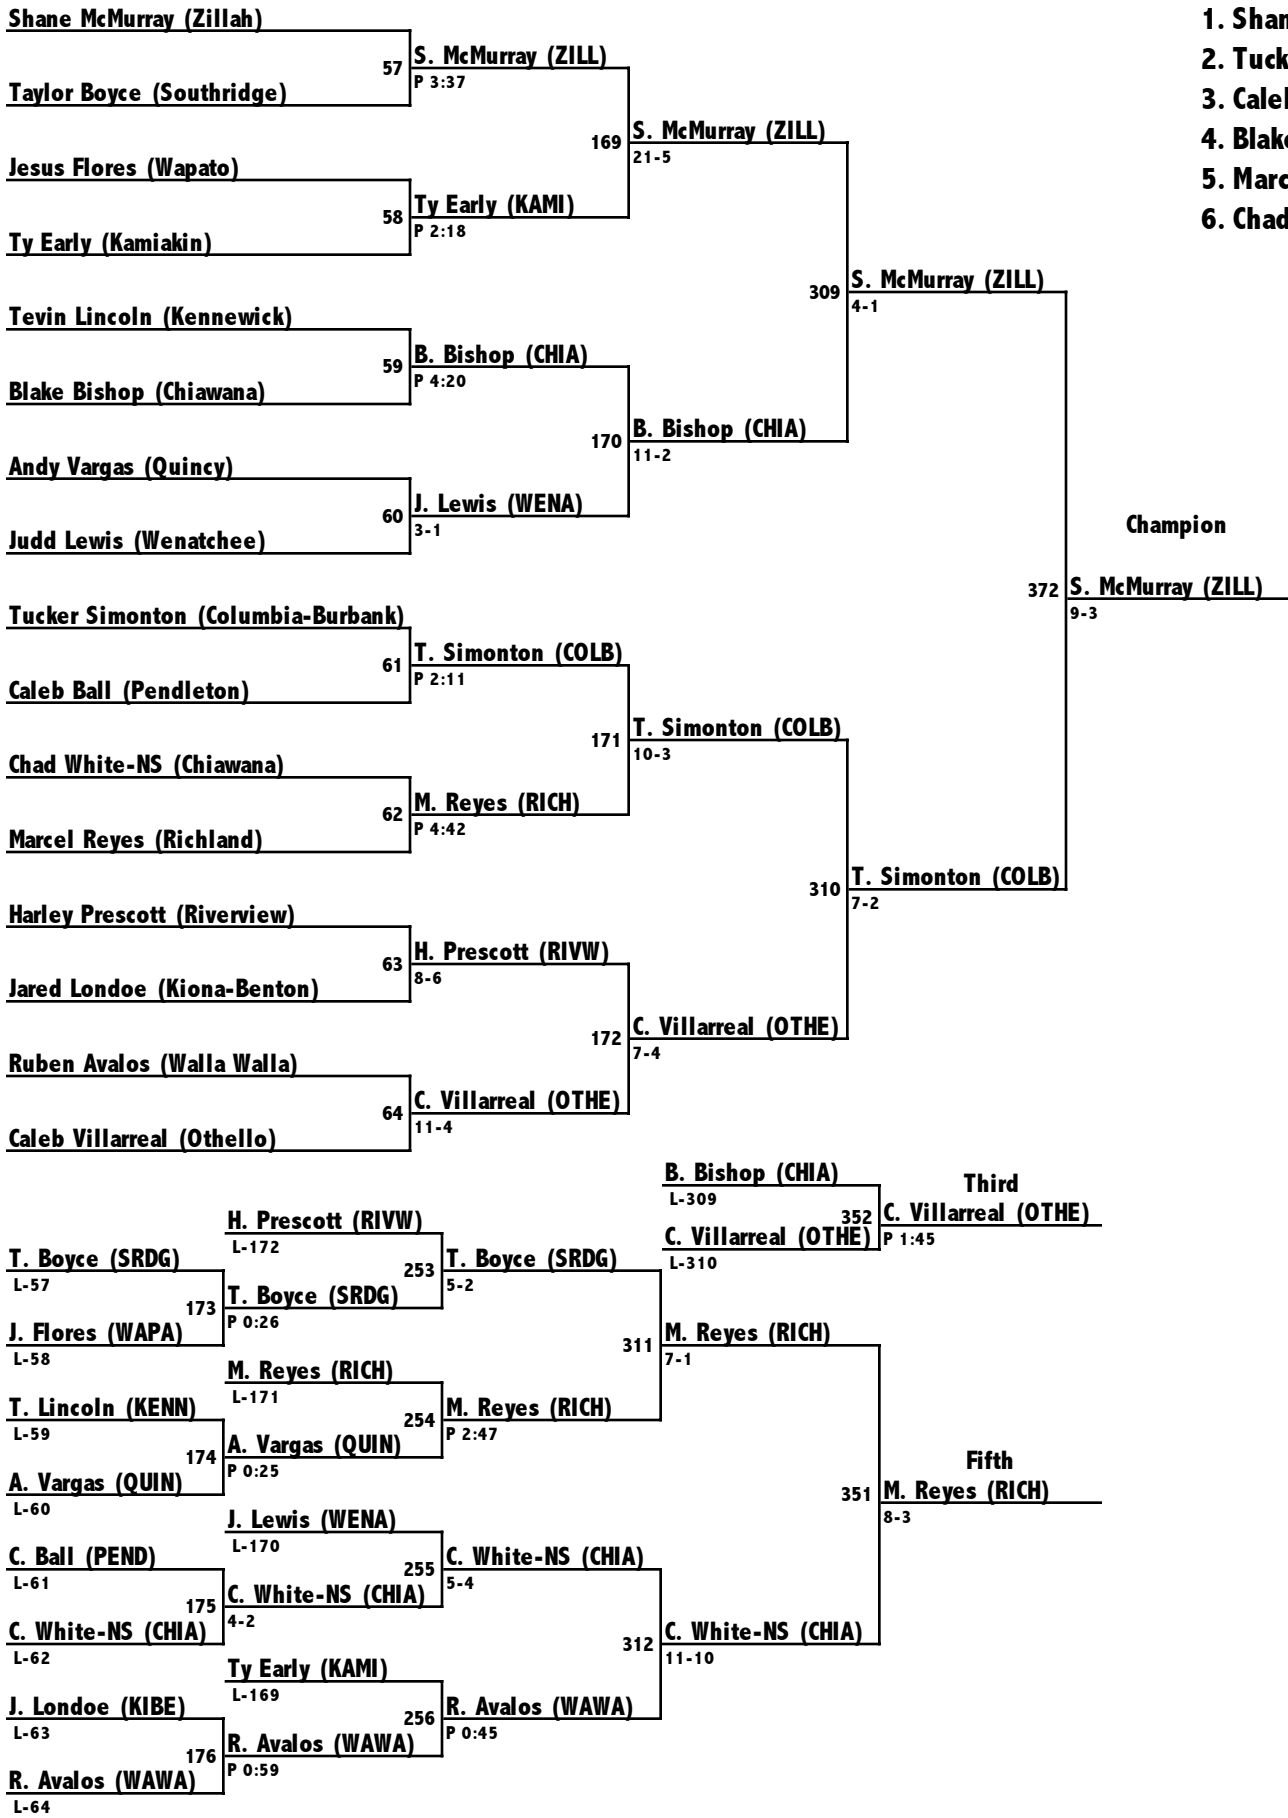 Shane McMurray (Zillah)
57
S. McMurray (ZILL)
P 3:37
Taylor Boyce (Southridge)
169
S. McMurray (ZILL)
21-5
Jesus Flores (Wapato)
58
Ty Early (KAMI)
P 2:18
Ty Early (Kamiakin)
309
S. McMurray (ZILL)
4-1
Tevin Lincoln (Kennewick)
59
B. Bishop (CHIA)
P 4:20
Blake Bishop (Chiawana)
170
B. Bishop (CHIA)
11-2
Andy Vargas (Quincy)
60
J. Lewis (WENA)
3-1
Judd Lewis (Wenatchee)
Champion
372
S. McMurray (ZILL)
9-3
Tucker Simonton (Columbia-Burbank)
61
T. Simonton (COLB)
P 2:11
Caleb Ball (Pendleton)
171
T. Simonton (COLB)
10-3
Chad White-NS (Chiawana)
62
M. Reyes (RICH)
P 4:42
Marcel Reyes (Richland)
310
T. Simonton (COLB)
7-2
Harley Prescott (Riverview)
63
H. Prescott (RIVW)
8-6
Jared Londoe (Kiona-Benton)
172
C. Villarreal (OTHE)
7-4
Ruben Avalos (Walla Walla)
64
C. Villarreal (OTHE)
11-4
Caleb Villarreal (Othello)
1.
2.
3.
4.
5.
6. Chad
B. Bishop (CHIA)
L-309
Third
352
C. Villarreal (OTHE)
P 1:45
C. Villarreal (OTHE)
L-310
H. Prescott (RIVW)
L-172
T. Boyce (SRDG)
L-57
253
T. Boyce (SRDG)
5-2
173
T. Boyce (SRDG)
P 0:26
J. Flores (WAPA)
L-58
311
M. Reyes (RICH)
7-1
M. Reyes (RICH)
L-171
T. Lincoln (KENN)
L-59
254
M. Reyes (RICH)
P 2:47
174
A. Vargas (QUIN)
P 0:25
A. Vargas (QUIN)
L-60
Fifth
351
M. Reyes (RICH)
8-3
J. Lewis (WENA)
L-170
C. Ball (PEND)
L-61
255
C. White-NS (CHIA)
5-4
175
C. White-NS (CHIA)
4-2
C. White-NS (CHIA)
L-62
312
C. White-NS (CHIA)
11-10
Ty Early (KAMI)
L-169
J. Londoe (KIBE)
L-63
256
R. Avalos (WAWA)
P 0:45
176
R. Avalos (WAWA)
P 0:59
R. Avalos (WAWA)
L-64